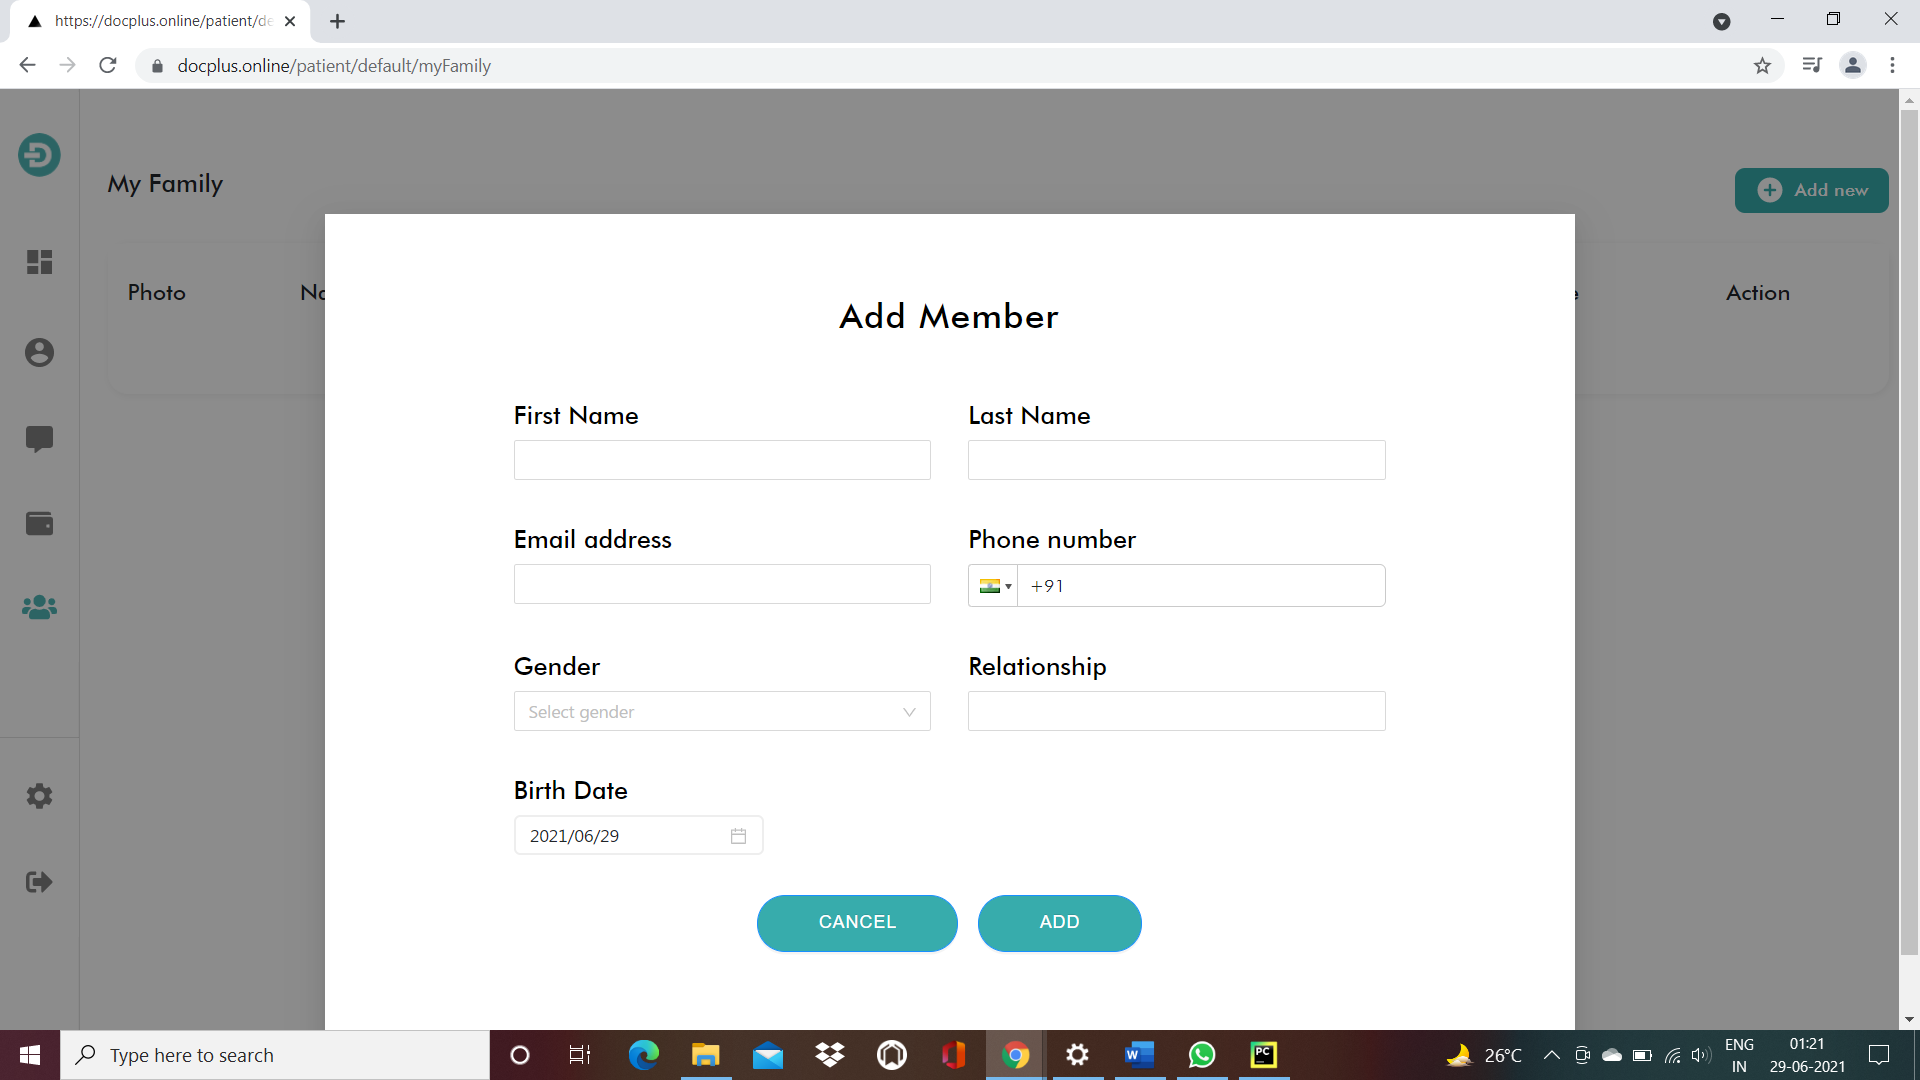 https://docplus.online/patient/de
docplus.online/patient/default/myFamily
My Family
Add new
Photo
Action
Add Member
First Name
Last Name
Email address
Phone number
+91
Gender
Relationship
Select gender
Birth Date
2021/06/29
CANCEL
ADD
Type here to search
26°C
ENG
IN
01:21
29-06-2021